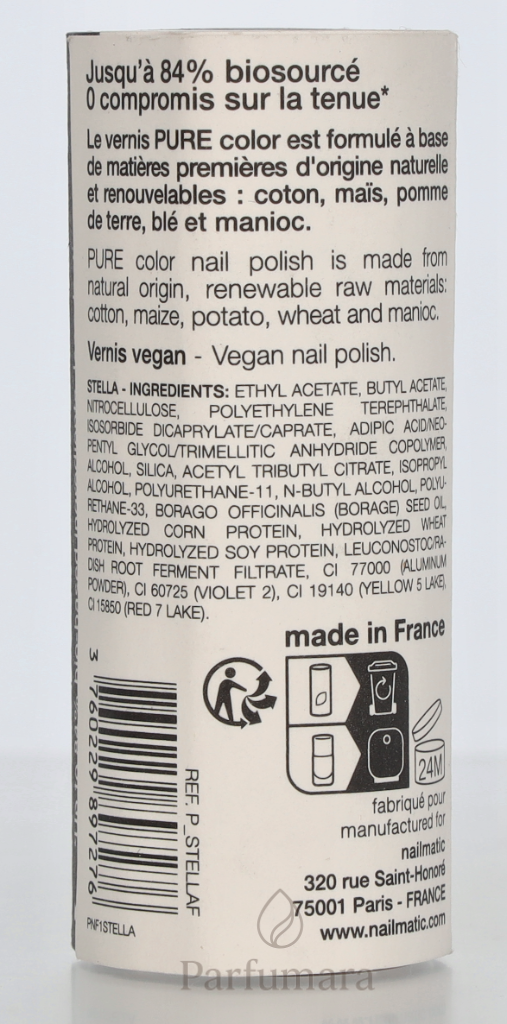 Jusqu'à 84% biosourcé
0 compromis sur la tenue*
Le vernis PURE color est formulé à base
de matières premières d'origine naturelle
et renouvelables : coton, maïs, pomme
de terre, blé et manioc.
PURE color nail polish is made from
natural origin, renewable raw materials:
cotton, maize, potato, wheat and manioc.
Vernis vegan - Vegan nail polish.
STELLA - INGREDIENTS: ETHYL ACETATE, BUTYL ACETATE,
NITROCELLULOSE, POLYETHYLENE TEREPHTHALATE,
ISOSORBIDE DICAPRYLATE/CAPRATE, ADIPIC ACID/NEO-
PENTYL GLYCOL/TRIMELLITIC ANHYDRIDE COPOLYMER,
ALCOHOL, SILICA, ACETYL TRIBUTYL CITRATE, ISOPROPYL
ALCOHOL, POLYURETHANE-11, N-BUTYL ALCOHOL, POLYU-
RETHANE-33, BORAGO OFFICINALIS (BORAGE) SEED OIL,
HYDROLYZED CORN PROTEIN, HYDROLYZED WHEAT
PROTEIN, HYDROLYZED SOY PROTEIN, LEUCONOSTOC/RA-
DISH ROOT FERMENT FILTRATE, CI 77000 (ALUMINUM
POWDER), CI 60725 (VIOLET 2), CI 19140 (YELLOW 5 LAKE),
CI 15850 (RED 7 LAKE).
made in France
24M
3 760229 897276
REF. P_STELLAF
PNF1STELLA
fabriqué pour
manufactured for
nailmatic
320 rue Saint-Honoré
75001 Paris - FRANCE
www.nailmatic.com
Parfumara